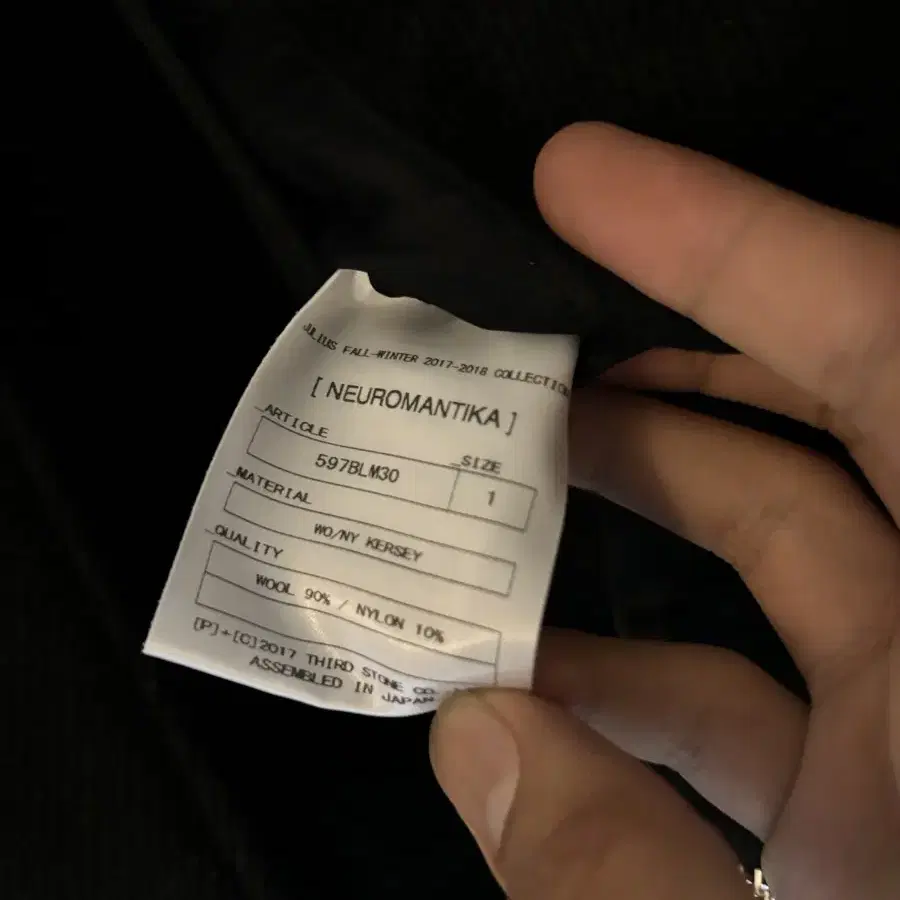 JULIUS FALL-WINTER 2017-2018 COLLECTION
[ NEUROMANTIKA ]
_ARTICLE
_SIZE
597BLM30
1
_MATERIAL
WO/NY KERSEY
_QUALITY
WOOL 90% / NYLON 10%
[P]+[C]2017 THIRD STONE CO.
ASSEMBLED IN JAPAN